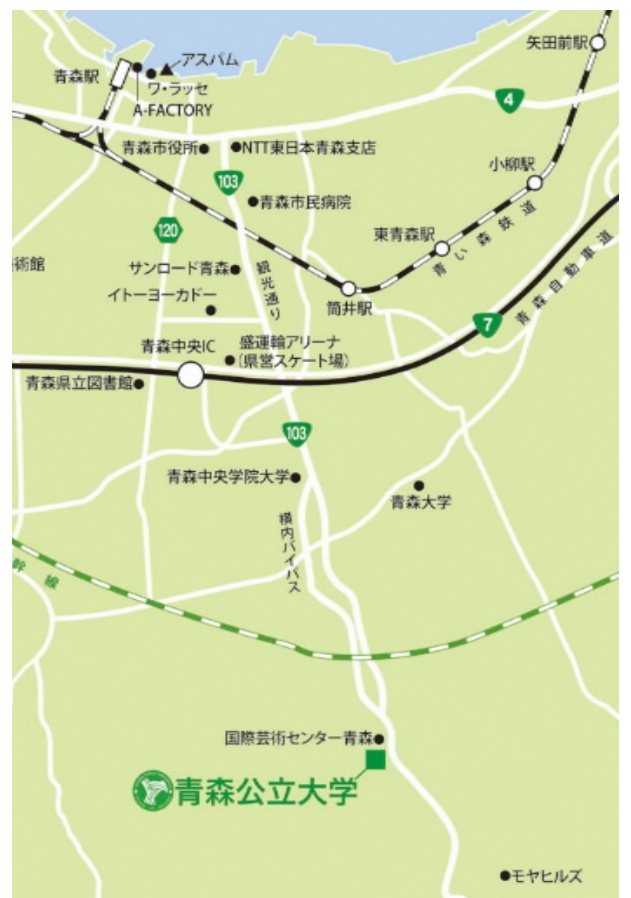 矢田前駅
アスパム
青森駅
ワ・ラッセ
A-FACTORY
4
青森市役所
NTT東日本青森支店
小柳駅
103
青森市民病院
120
東青森駅
青い森鉄道
術館
サンロード青森
観光通り
イトーヨーカドー
筒井駅
青森自動車道
7
青森中央IC
盛運輸アリーナ
(県営スケート場)
青森県立図書館
103
青森中央学院大学
青森大学
横内バイパス
幹線
国際芸術センター青森
青森公立大学
モヤヒルズ